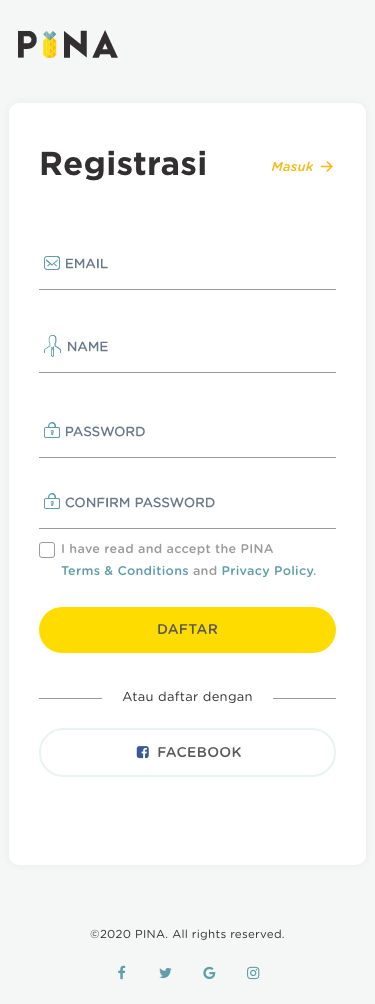 PINA
Registrasi
Masuk →
EMAIL
NAME
PASSWORD
CONFIRM PASSWORD
I have read and accept the PINA
Terms & Conditions and Privacy Policy.
DAFTAR
Atau daftar dengan
FACEBOOK
©2020 PINA. All rights reserved.